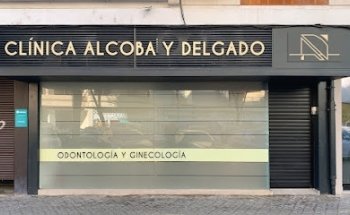 CLÍNICA ALCOBA Y DELGADO
ODONTOLOGÍA Y GINECOLOGÍA